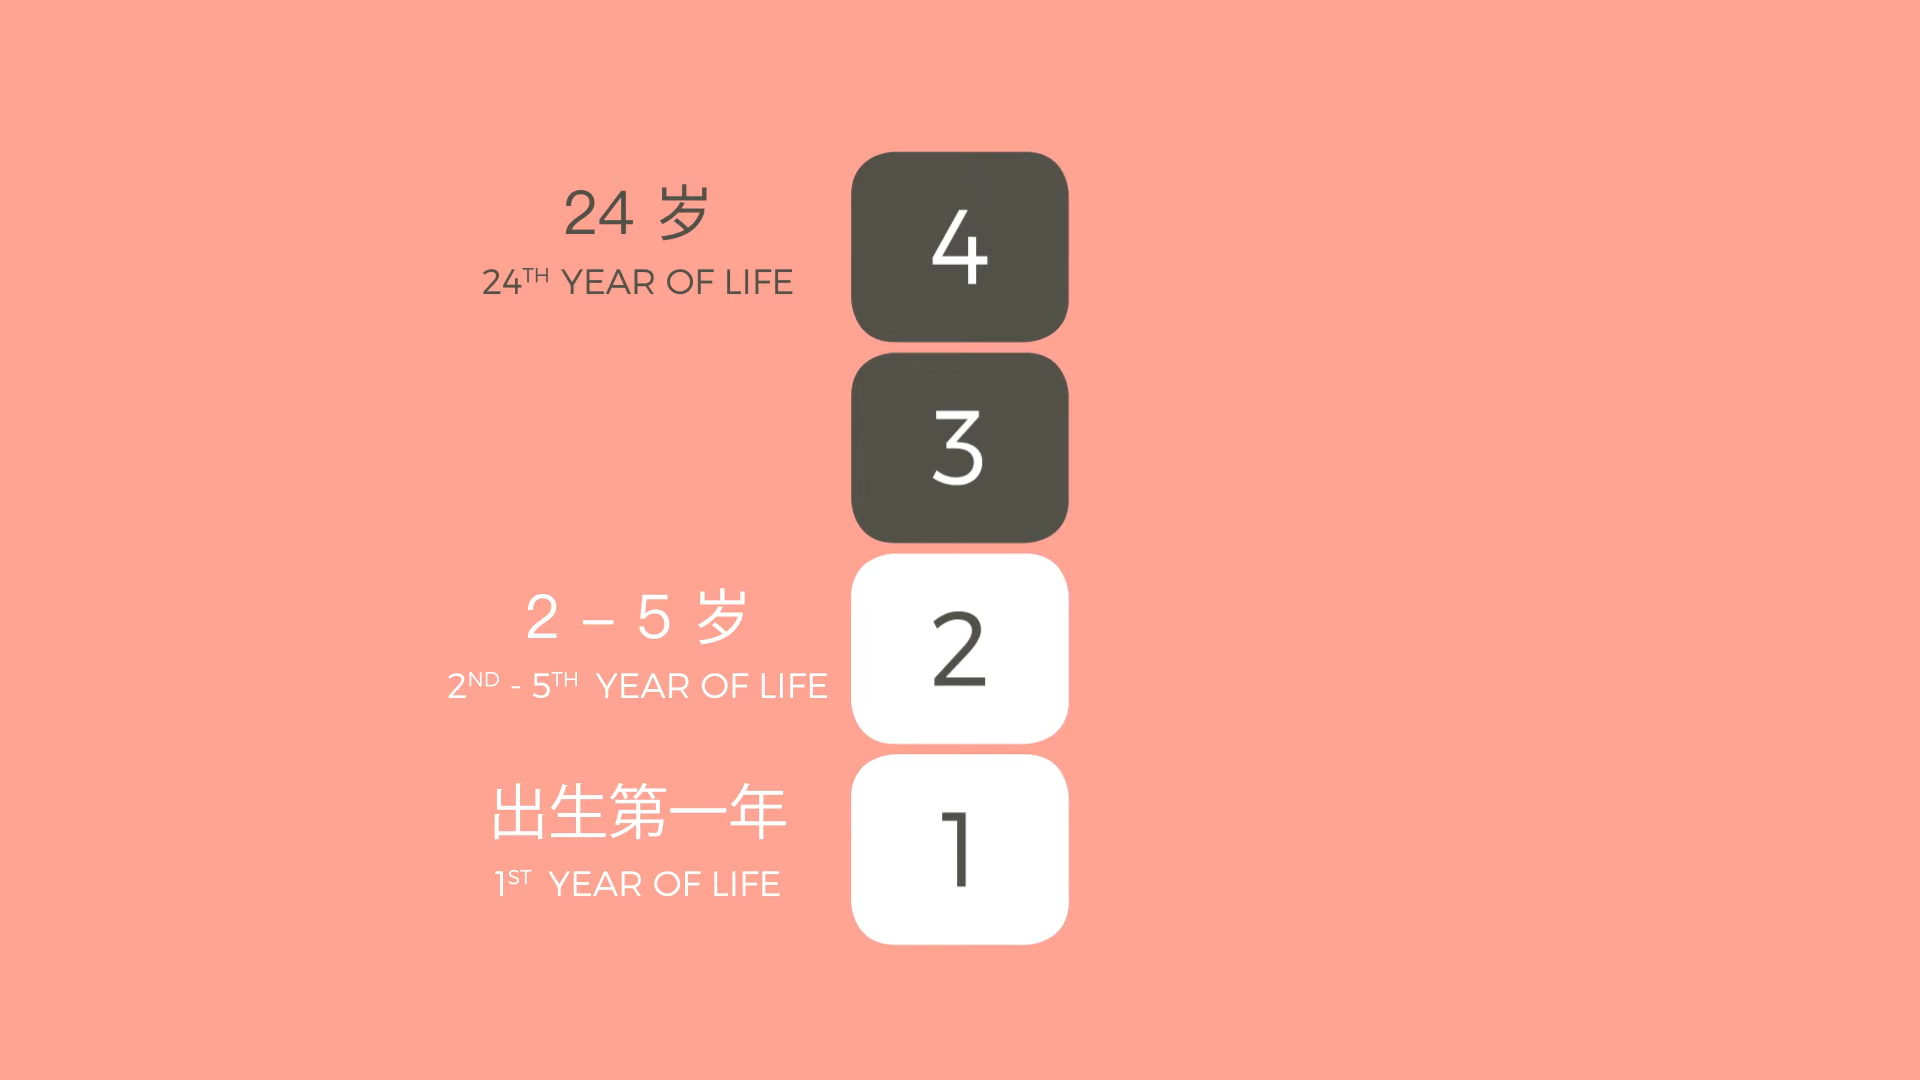 24 岁
24TH YEAR OF LIFE
4
3
2 – 5 岁
2ND - 5TH YEAR OF LIFE
2
出生第一年
1ST YEAR OF LIFE
1